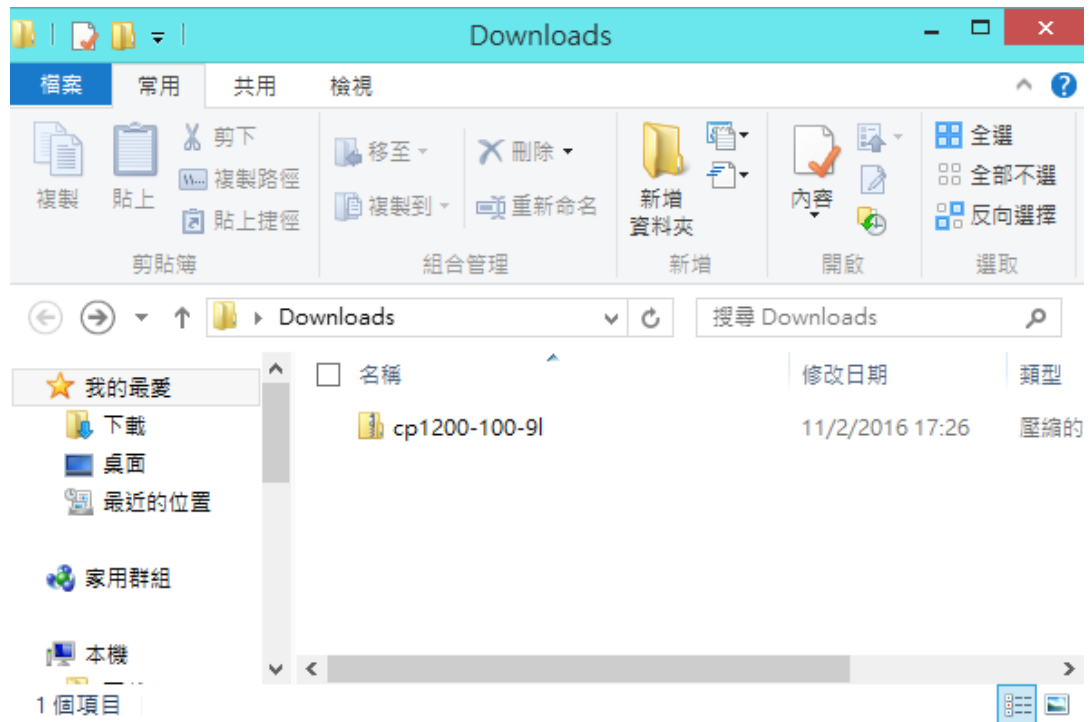 Downloads
檔案 常用 共用 檢視
複製 貼上 剪下 複製路徑 貼上捷徑
移至 複製到 刪除 重新命名
新增 資料夾
內容
全選
全部不選
反向選擇
剪貼簿 組合管理 新增 開啟 選取
Downloads 搜尋 Downloads
我的最愛 名稱 修改日期 類型
下載 cp1200-100-9l 11/2/2016 17:26 壓縮的
桌面
最近的位置
家用群組
本機
1 個項目